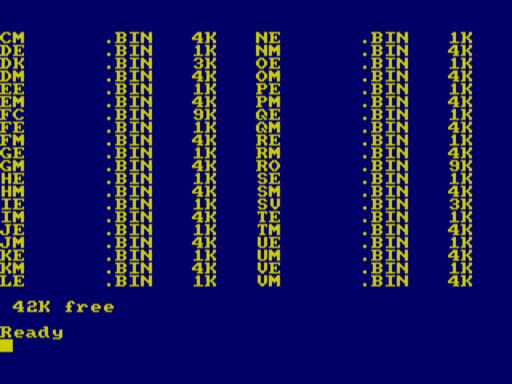 CM .BIN 4K NE .BIN 1K
DE .BIN 1K NM .BIN 4K
DK .BIN 3K OE .BIN 1K
DM .BIN 4K OM .BIN 4K
EE .BIN 1K PE .BIN 1K
EM .BIN 4K PM .BIN 4K
FC .BIN 9K QE .BIN 1K
FE .BIN 1K QM .BIN 4K
FM .BIN 4K RE .BIN 1K
GE .BIN 1K RM .BIN 4K
GM .BIN 4K RO .BIN 9K
HE .BIN 1K SE .BIN 1K
HM .BIN 4K SM .BIN 4K
IE .BIN 1K SV .BIN 3K
IM .BIN 4K TE .BIN 1K
JE .BIN 1K TM .BIN 4K
JM .BIN 4K UE .BIN 1K
KE .BIN 1K UM .BIN 4K
KM .BIN 4K VE .BIN 1K
LE .BIN 1K VM .BIN 4K
42K free
Ready